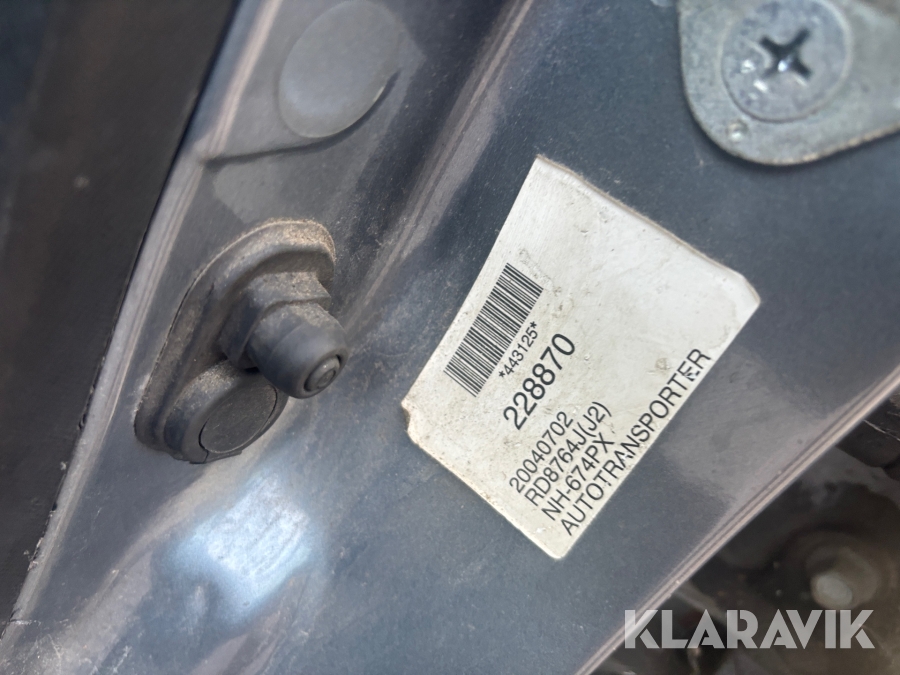 *443125*
228870
20040702
RD8764J(J2)
NH-674PX
AUTOTRANSPORTER
KLARAVIK